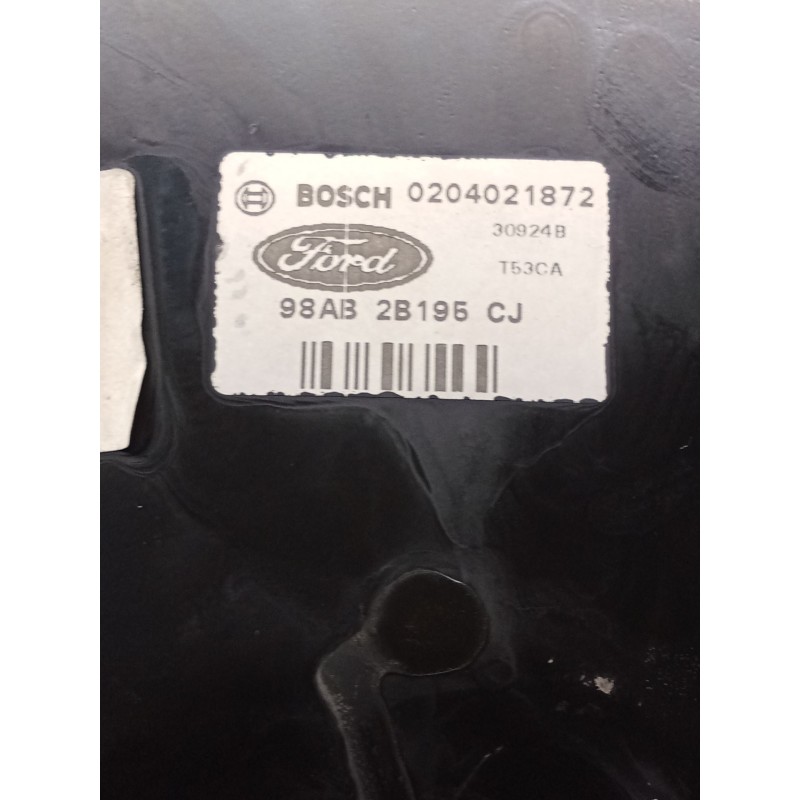 BOSCH 0204021872
30924B
Ford
T53CA
98AB 2B195 CJ